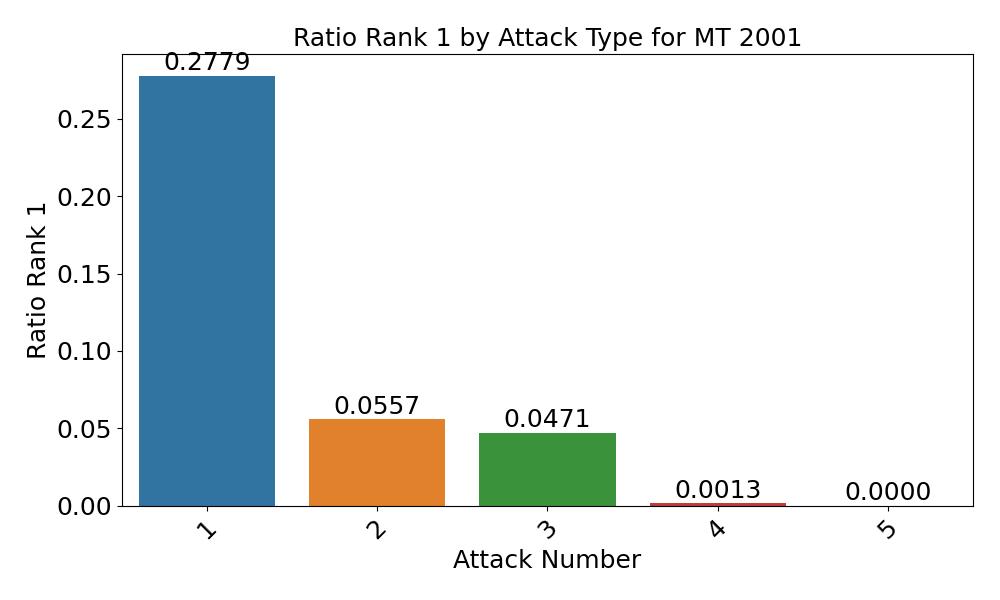 Ratio Rank 1 by Attack Type for MT 2001
0.2779
0.0557
0.0471
0.0013
0.0000
0.25
0.20
0.15
0.10
0.05
0.00
Ratio Rank 1
1 2 3 4 5
Attack Number